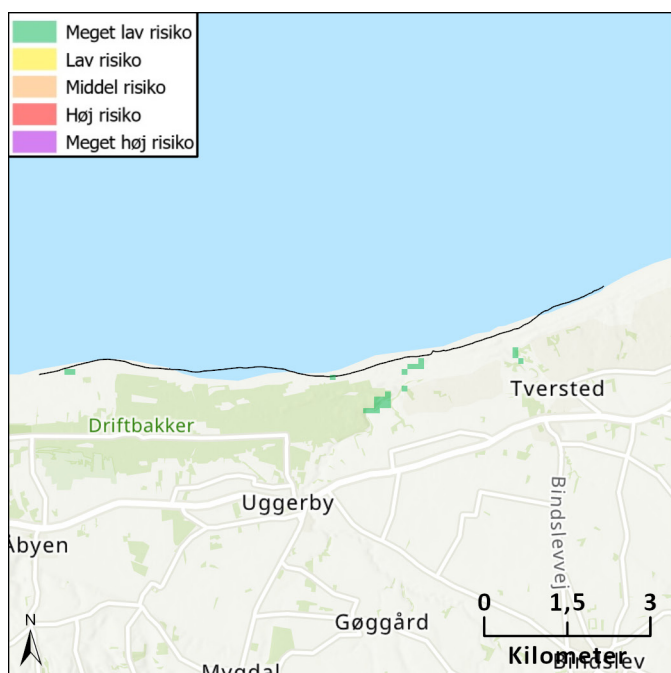 Meget lav risiko
Lav risiko
Middel risiko
Høj risiko
Meget høj risiko
Tversted
Driftbakker
Uggerby
Bindslevvej
Åbyen
0 1,5 3
Gøggård
N
Kilometer
Mygdal
Bindslev